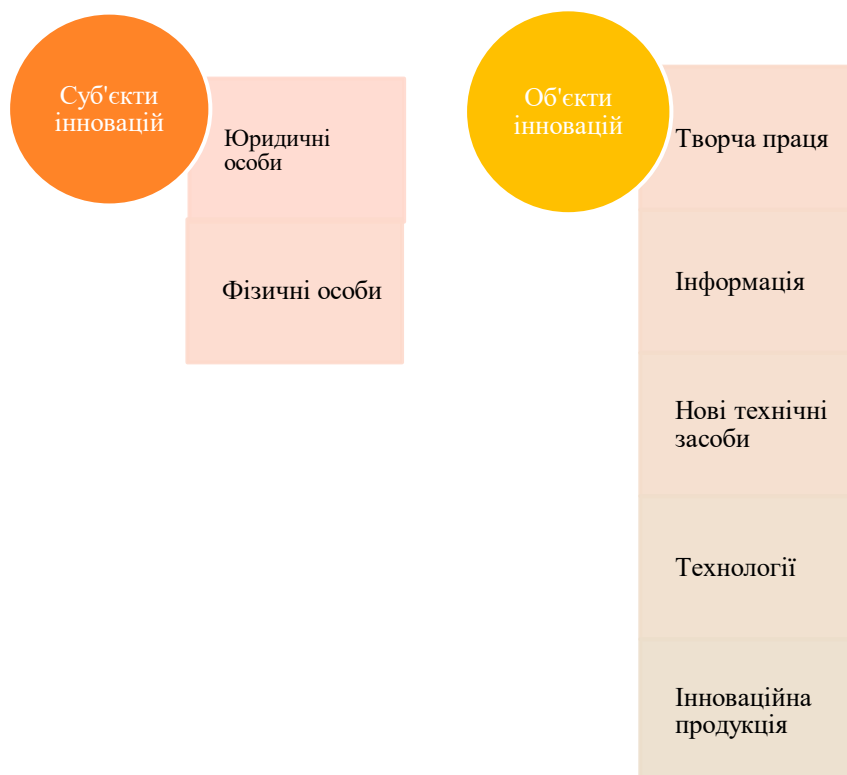 Суб'єкти
інновацій
Юридичні
особи
Фізичні особи
Об'єкти
інновацій
Творча праця
Інформація
Нові технічні
засоби
Технології
Інноваційна
продукція